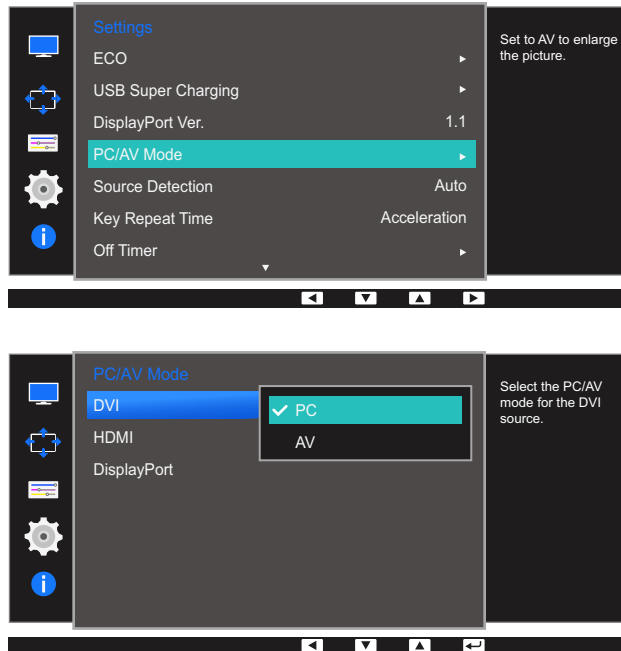 Settings
ECO
USB Super Charging
DisplayPort Ver. 1.1
PC/AV Mode
Source Detection Auto
Key Repeat Time Acceleration
Off Timer
Set to AV to enlarge
the picture.
PC/AV Mode
DVI
PC
HDMI
AV
DisplayPort
Select the PC/AV
mode for the DVI
source.